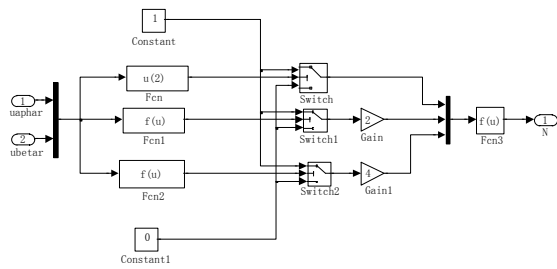 1
Constant
u(2)
Fcn
Switch
1
uaphar
f(u)
Fcn1
Switch1
2
Gain
f(u)
Fcn3
1
N
2
ubetar
f(u)
Fcn2
Switch2
4
Gain1
0
Constant1